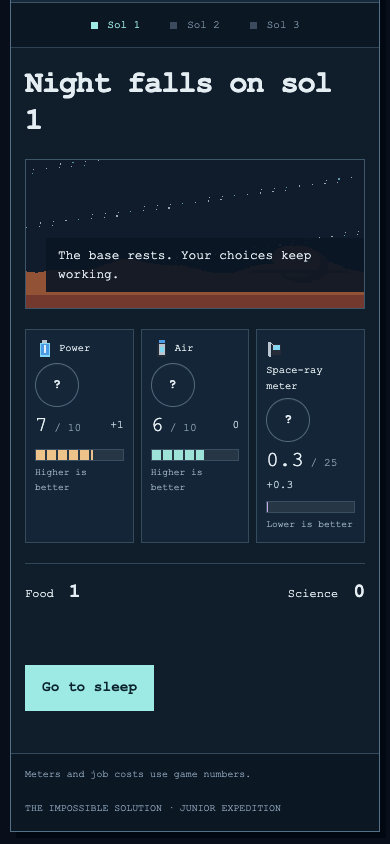 Sol 1 Sol 2 Sol 3
Night falls on sol
1
The base rests. Your choices keep
working.
Power
?
7 / 10 +1
Higher is
better
Air
?
6 / 10 0
Higher is
better
Space-ray
meter
?
0.3 / 25
+0.3
Lower is better
Food 1
Science 0
Go to sleep
Meters and job costs use game numbers.
THE IMPOSSIBLE SOLUTION · JUNIOR EXPEDITION